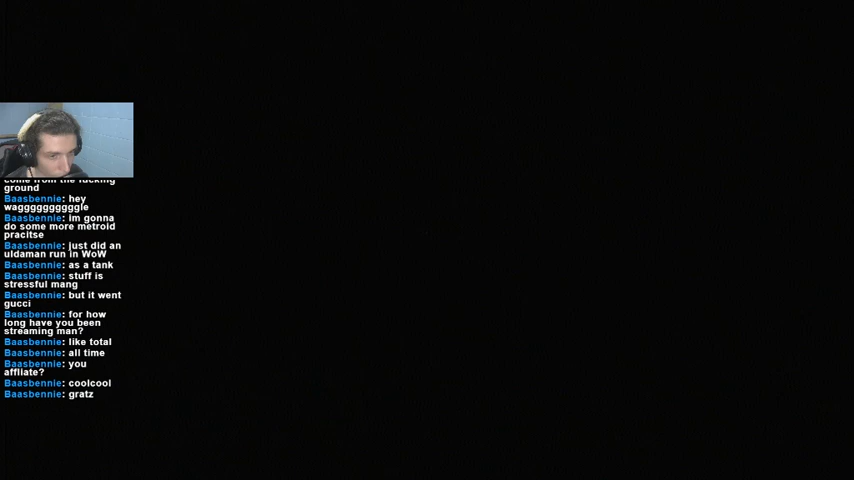 come from the fucking
ground
Baasbennie: hey
waggggggggggle
Baasbennie: im gonna
do some more metroid
pracitse
Baasbennie: just did an
uldaman run in WoW
Baasbennie: as a tank
Baasbennie: stuff is
stressful mang
Baasbennie: but it went
gucci
Baasbennie: for how
long have you been
streaming man?
Baasbennie: like total
Baasbennie: all time
Baasbennie: you
affliate?
Baasbennie: coolcool
Baasbennie: gratz